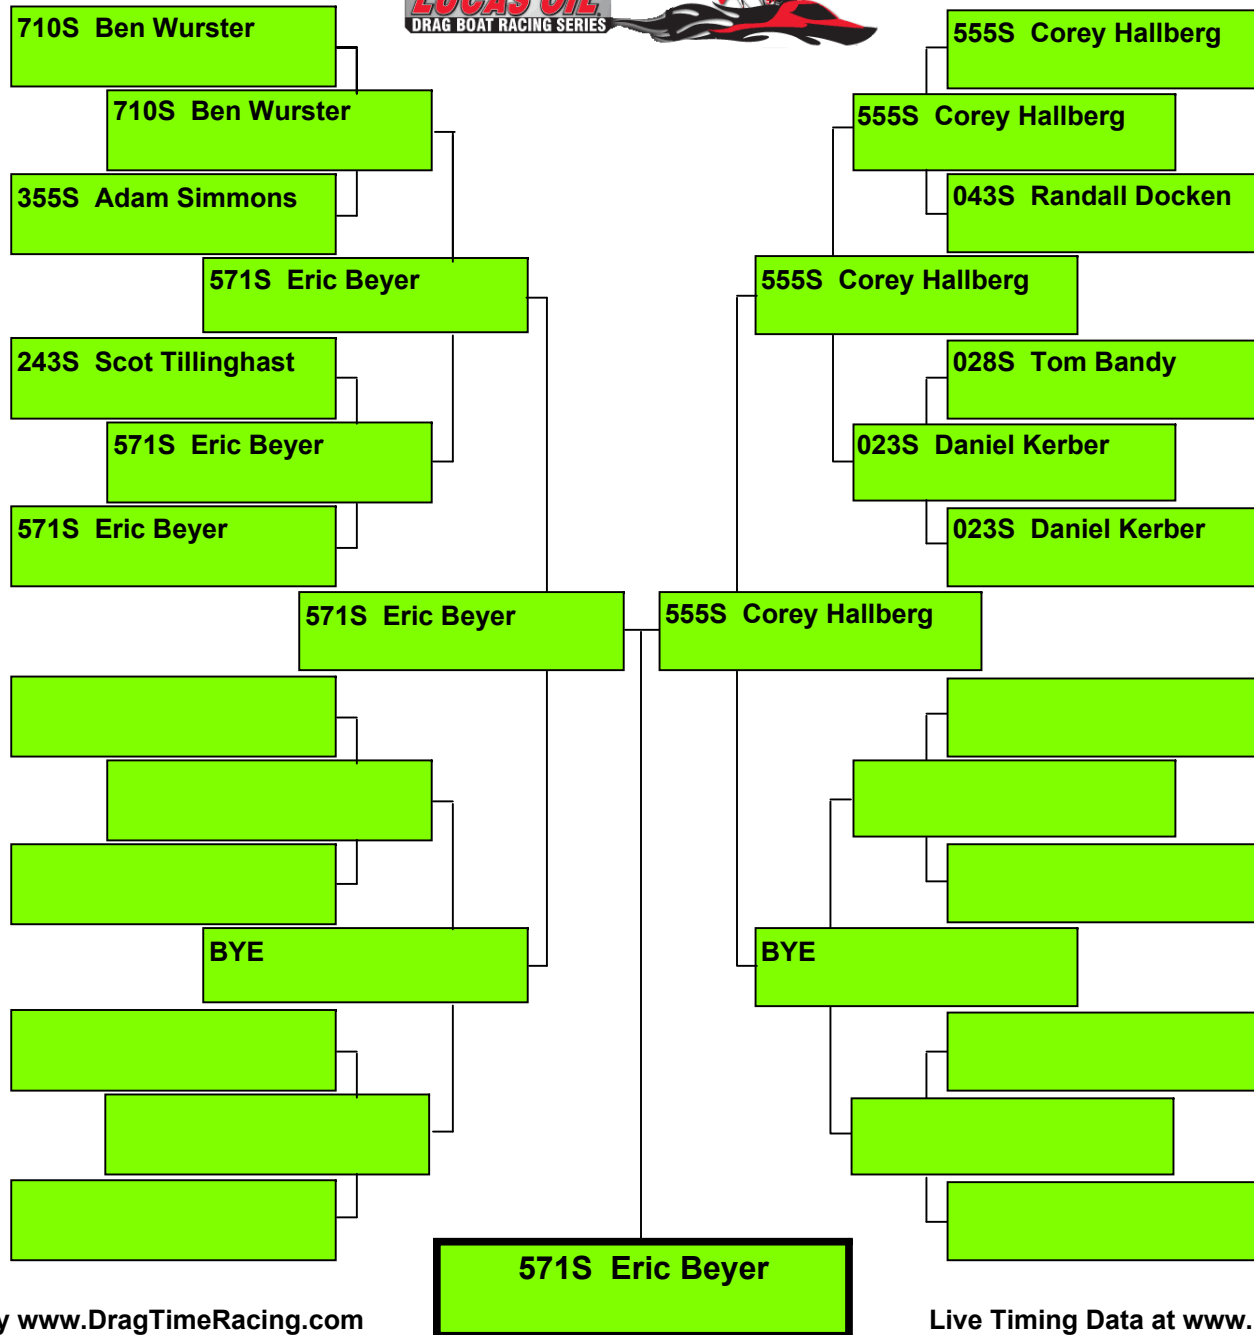 LUCAS OIL
DRAG BOAT RACING SERIES
710S Ben Wurster
555S Corey Hallberg
710S Ben Wurster
555S Corey Hallberg
355S Adam Simmons
043S Randall Docken
571S Eric Beyer
555S Corey Hallberg
243S Scot Tillinghast
028S Tom Bandy
571S Eric Beyer
023S Daniel Kerber
571S Eric Beyer
023S Daniel Kerber
571S Eric Beyer
555S Corey Hallberg
BYE
BYE
571S Eric Beyer
y www.DragTimeRacing.com
Live Timing Data at www.